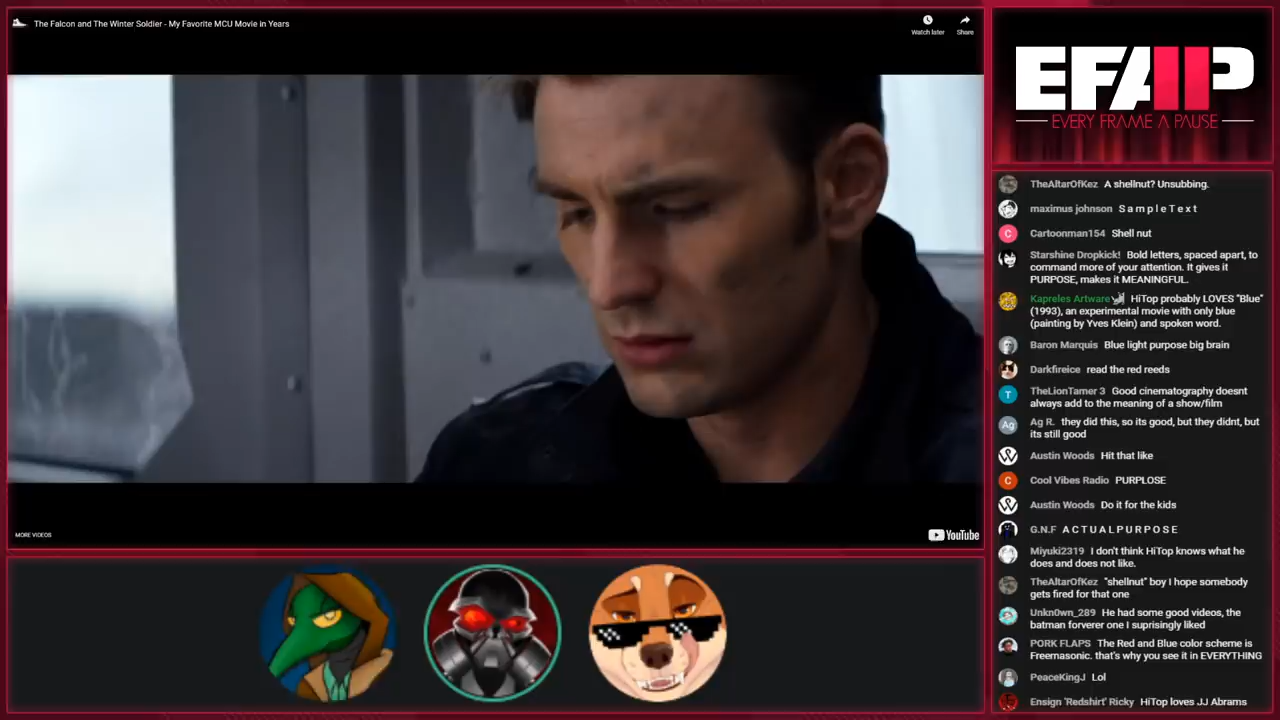 The Falcon and The Winter Soldier - My Favorite MCU Movie in Years
Watch later
Share
MORE VIDEOS
YouTube
EFAP
EVERY FRAME A PAUSE
TheAltarOfKez A shellnut? Unsubbing.
maximus johnson S a m p l e T e x t
Cartoonman154 Shell nut
Starshine Dropkick! Bold letters, spaced apart, to
command more of your attention. It gives it
PURPOSE, makes it MEANINGFUL.
Kapreles Artware HiTop probably LOVES "Blue"
(1993), an experimental movie with only blue
(painting by Yves Klein) and spoken word.
Baron Marquis Blue light purpose big brain
Darkfireice read the red reeds
T
TheLionTamer 3 Good cinematography doesnt
always add to the meaning of a show/film
Ag
Ag R. they did this, so its good, but they didnt, but
its still good
Austin Woods Hit that like
C
Cool Vibes Radio PURPLOSE
Austin Woods Do it for the kids
G.N.F A C T U A L P U R P O S E
Miyuki2319 I don't think HiTop knows what he
does and does not like.
TheAltarOfKez "shellnut" boy I hope somebody
gets fired for that one
Unkn0wn_289 He had some good videos, the
batman forverer one I suprisingly liked
PORK FLAPS The Red and Blue color scheme is
Freemasonic. that's why you see it in EVERYTHING
PeaceKingJ Lol
Ensign 'Redshirt' Ricky HiTop loves JJ Abrams